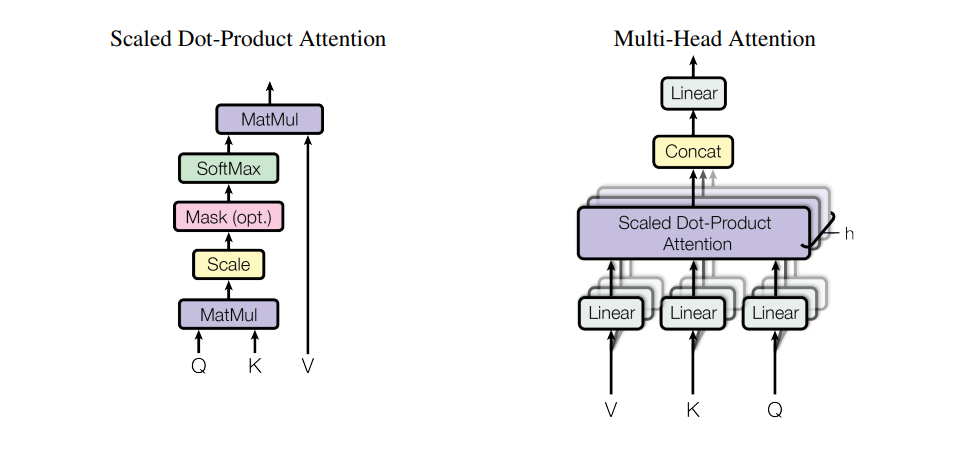 Scaled Dot-Product Attention
MatMul
SoftMax
Mask (opt.)
Scale
MatMul
Q K V
Multi-Head Attention
Linear
Concat
Scaled Dot-Product
Attention
h
Linear Linear Linear
V K Q